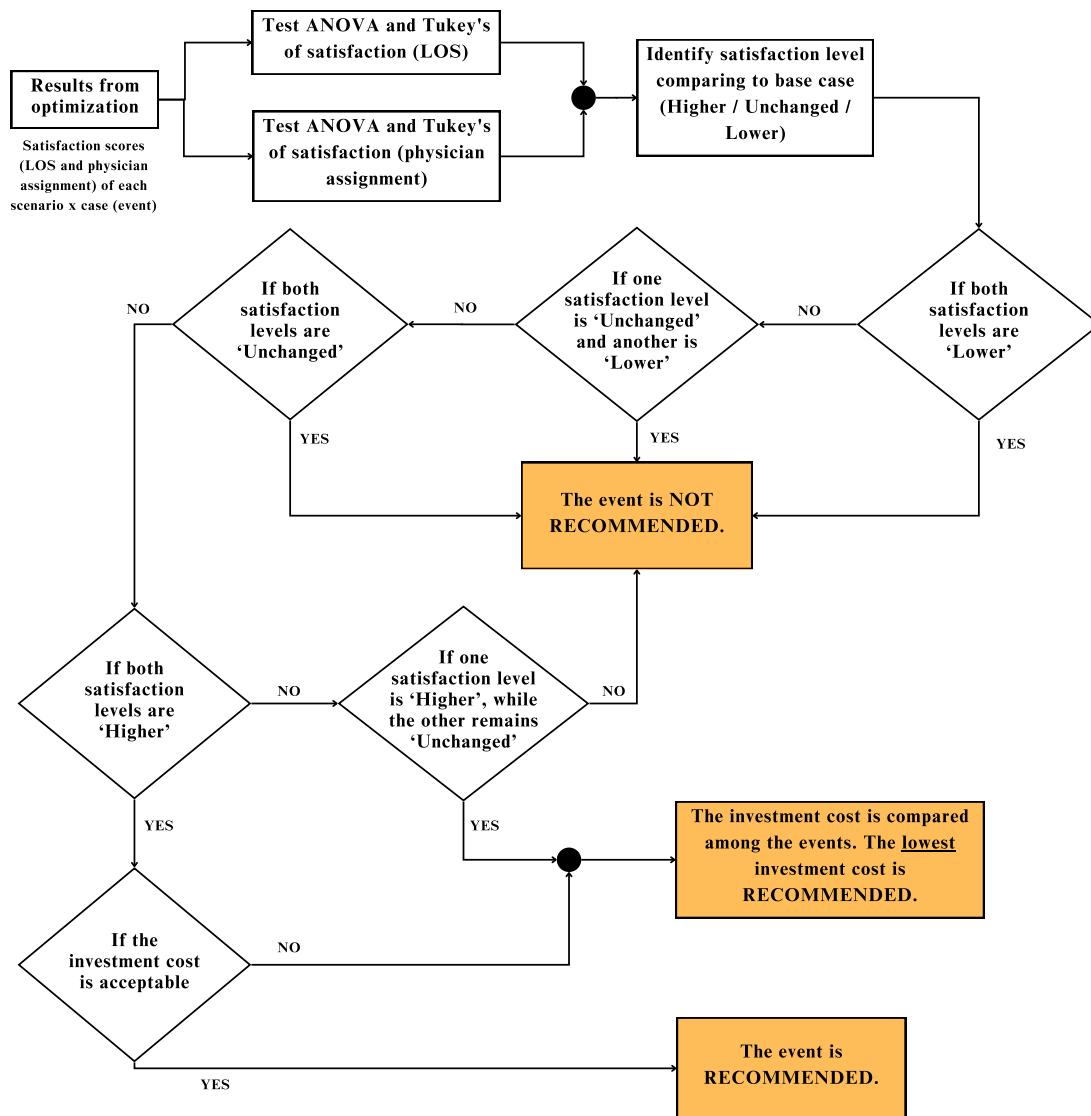 Results from
optimization
Satisfaction scores
(LOS and physician
assignment) of each
scenario x case (event)
Test ANOVA and Tukey's
of satisfaction (LOS)
Test ANOVA and Tukey's
of satisfaction (physician
assignment)
Identify satisfaction level
comparing to base case
(Higher / Unchanged /
Lower)
If both
satisfaction
levels are
‘Lower’
NO
YES
If one
satisfaction level
is ‘Unchanged’
and another is
‘Lower’
NO
YES
If both
satisfaction
levels are
‘Unchanged’
NO
YES
The event is NOT
RECOMMENDED.
If both
satisfaction
levels are
‘Higher’
NO
YES
If one
satisfaction level
is ‘Higher’, while
the other remains
‘Unchanged’
NO
YES
The investment cost is compared
among the events. The lowest
investment cost is
RECOMMENDED.
If the
investment cost
is acceptable
NO
YES
The event is
RECOMMENDED.